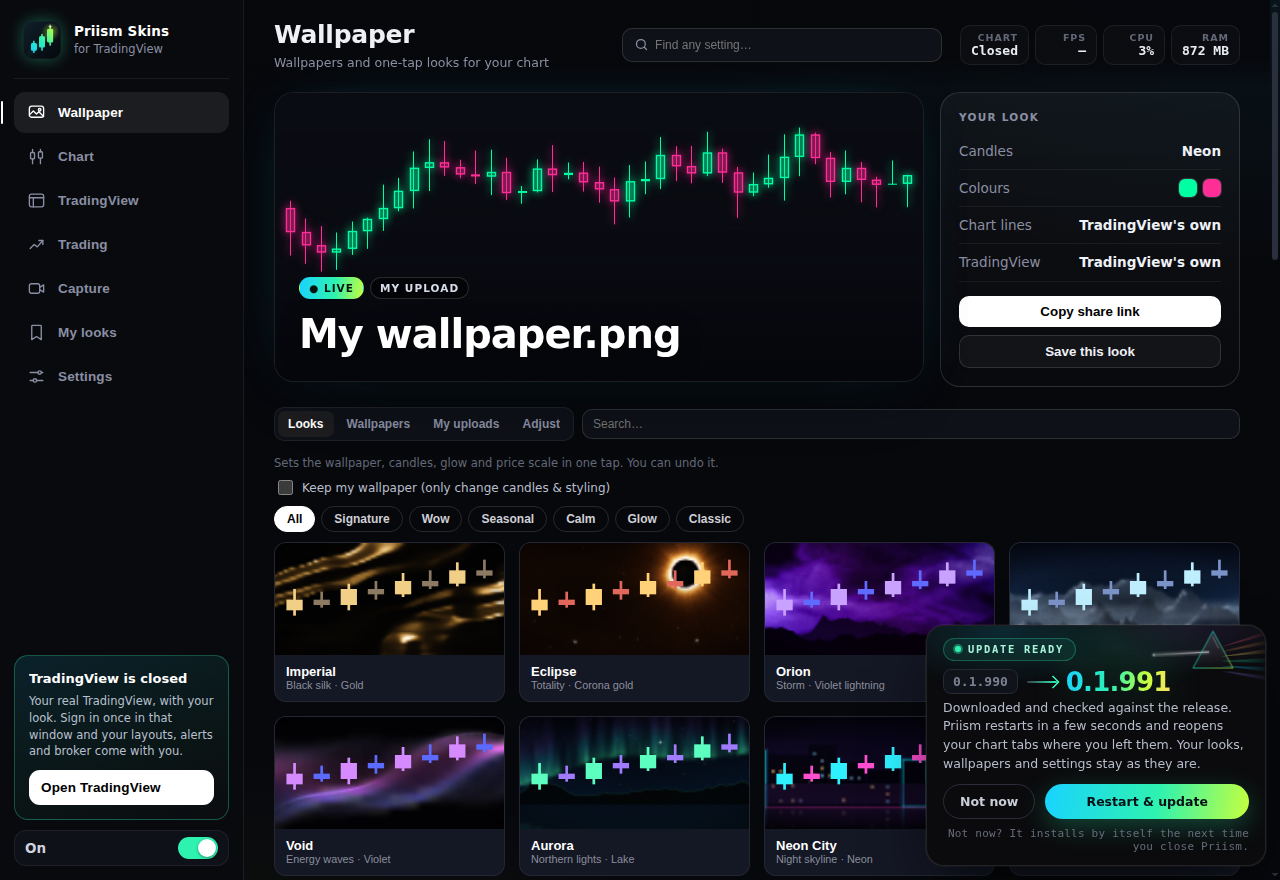 Priism Skins
for TradingView
Wallpaper
Chart
TradingView
Trading
Capture
My looks
Settings
TradingView is closed
Your real TradingView, with your
look. Sign in once in that
window and your layouts, alerts
and broker come with you.
Open TradingView
On
Wallpaper
Wallpapers and one-tap looks for your chart
Find any setting…
CHART
Closed
FPS
–
CPU
3%
RAM
872 MB
LIVE
MY UPLOAD
My wallpaper.png
YOUR LOOK
Candles Neon
Colours
Chart lines TradingView's own
TradingView TradingView's own
Copy share link
Save this look
Looks Wallpapers My uploads Adjust
Search…
Sets the wallpaper, candles, glow and price scale in one tap. You can undo it.
Keep my wallpaper (only change candles & styling)
All Signature Wow Seasonal Calm Glow Classic
Imperial
Black silk · Gold
Eclipse
Totality · Corona gold
Orion
Storm · Violet lightning
Void
Energy waves · Violet
Aurora
Northern lights · Lake
Neon City
Night skyline · Neon
UPDATE READY
0.1.990 → 0.1.991
Downloaded and checked against the release.
Priism restarts in a few seconds and reopens
your chart tabs where you left them. Your looks,
wallpapers and settings stay as they are.
Not now
Restart & update
Not now? It installs by itself the next time
you close Priism.